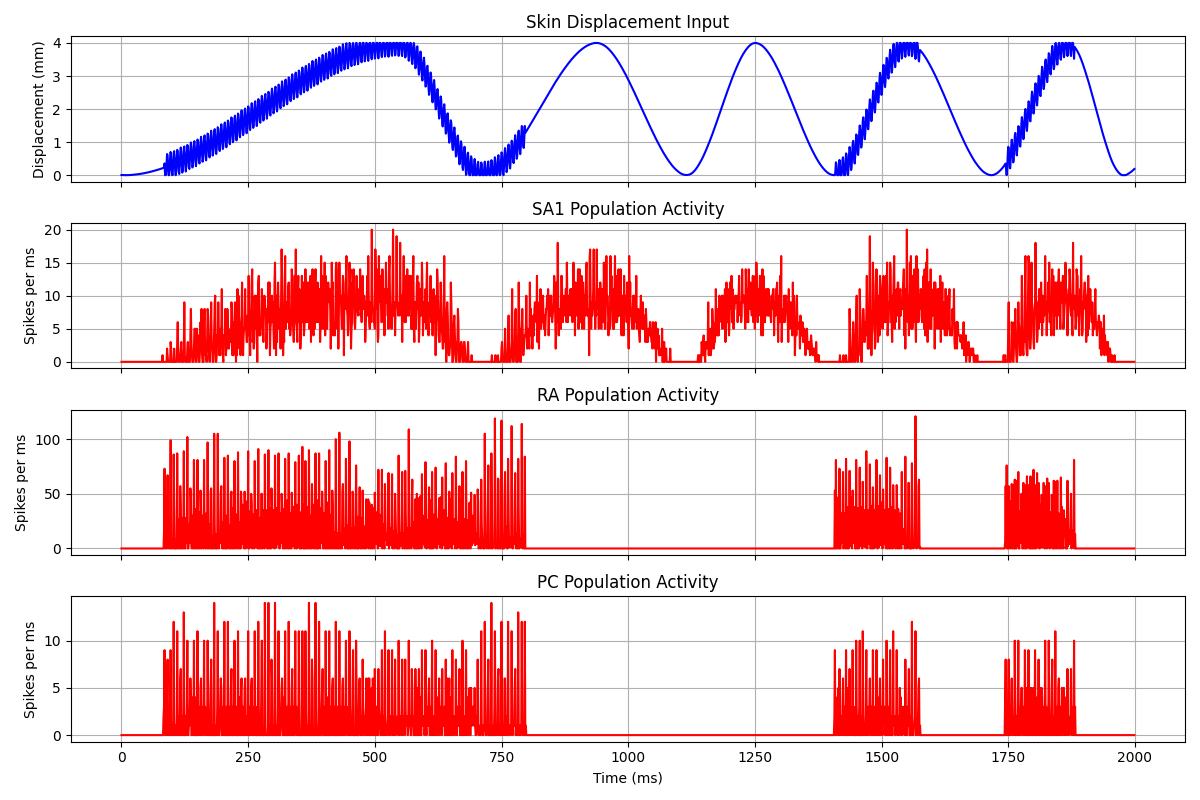 Skin Displacement Input
Displacement (mm)
4
3
2
1
0
SA1 Population Activity
Spikes per ms
20
15
10
5
0
RA Population Activity
Spikes per ms
100
50
0
PC Population Activity
Spikes per ms
10
5
0
0 250 500 750 1000 1250 1500 1750 2000
Time (ms)